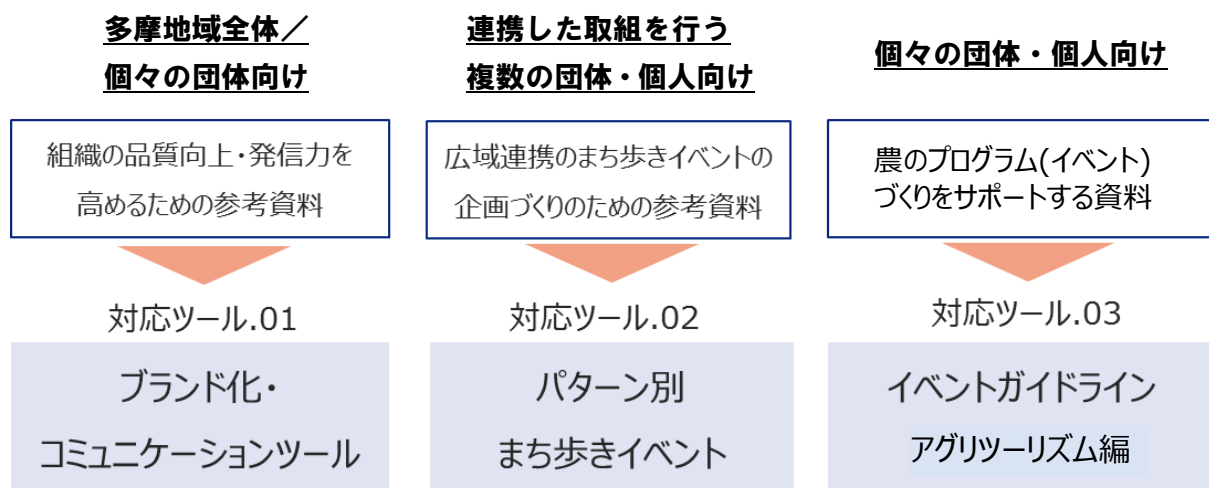 多摩地域全体／
個々の団体向け
組織の品質向上・発信力を
高めるための参考資料
対応ツール.01
ブランド化・
コミュニケーションツール
連携した取組を行う
複数の団体・個人向け
広域連携のまち歩きイベントの
企画づくりのための参考資料
対応ツール.02
パターン別
まち歩きイベント
個々の団体・個人向け
農のプログラム(イベント)
づくりをサポートする資料
対応ツール.03
イベントガイドライン
アグリツーリズム編